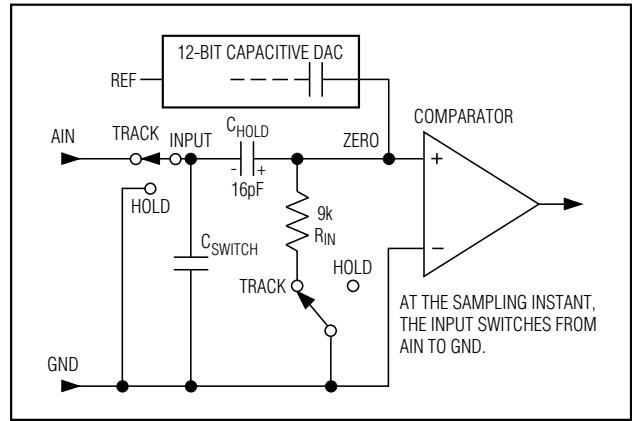 12-BIT CAPACITIVE DAC
REF
COMPARATOR
AIN
TRACK
INPUT
CHOLD
ZERO
+
- +
16pF
HOLD
9k
RIN
CSWITCH
HOLD
−
TRACK
AT THE SAMPLING INSTANT,
THE INPUT SWITCHES FROM
AIN TO GND.
GND